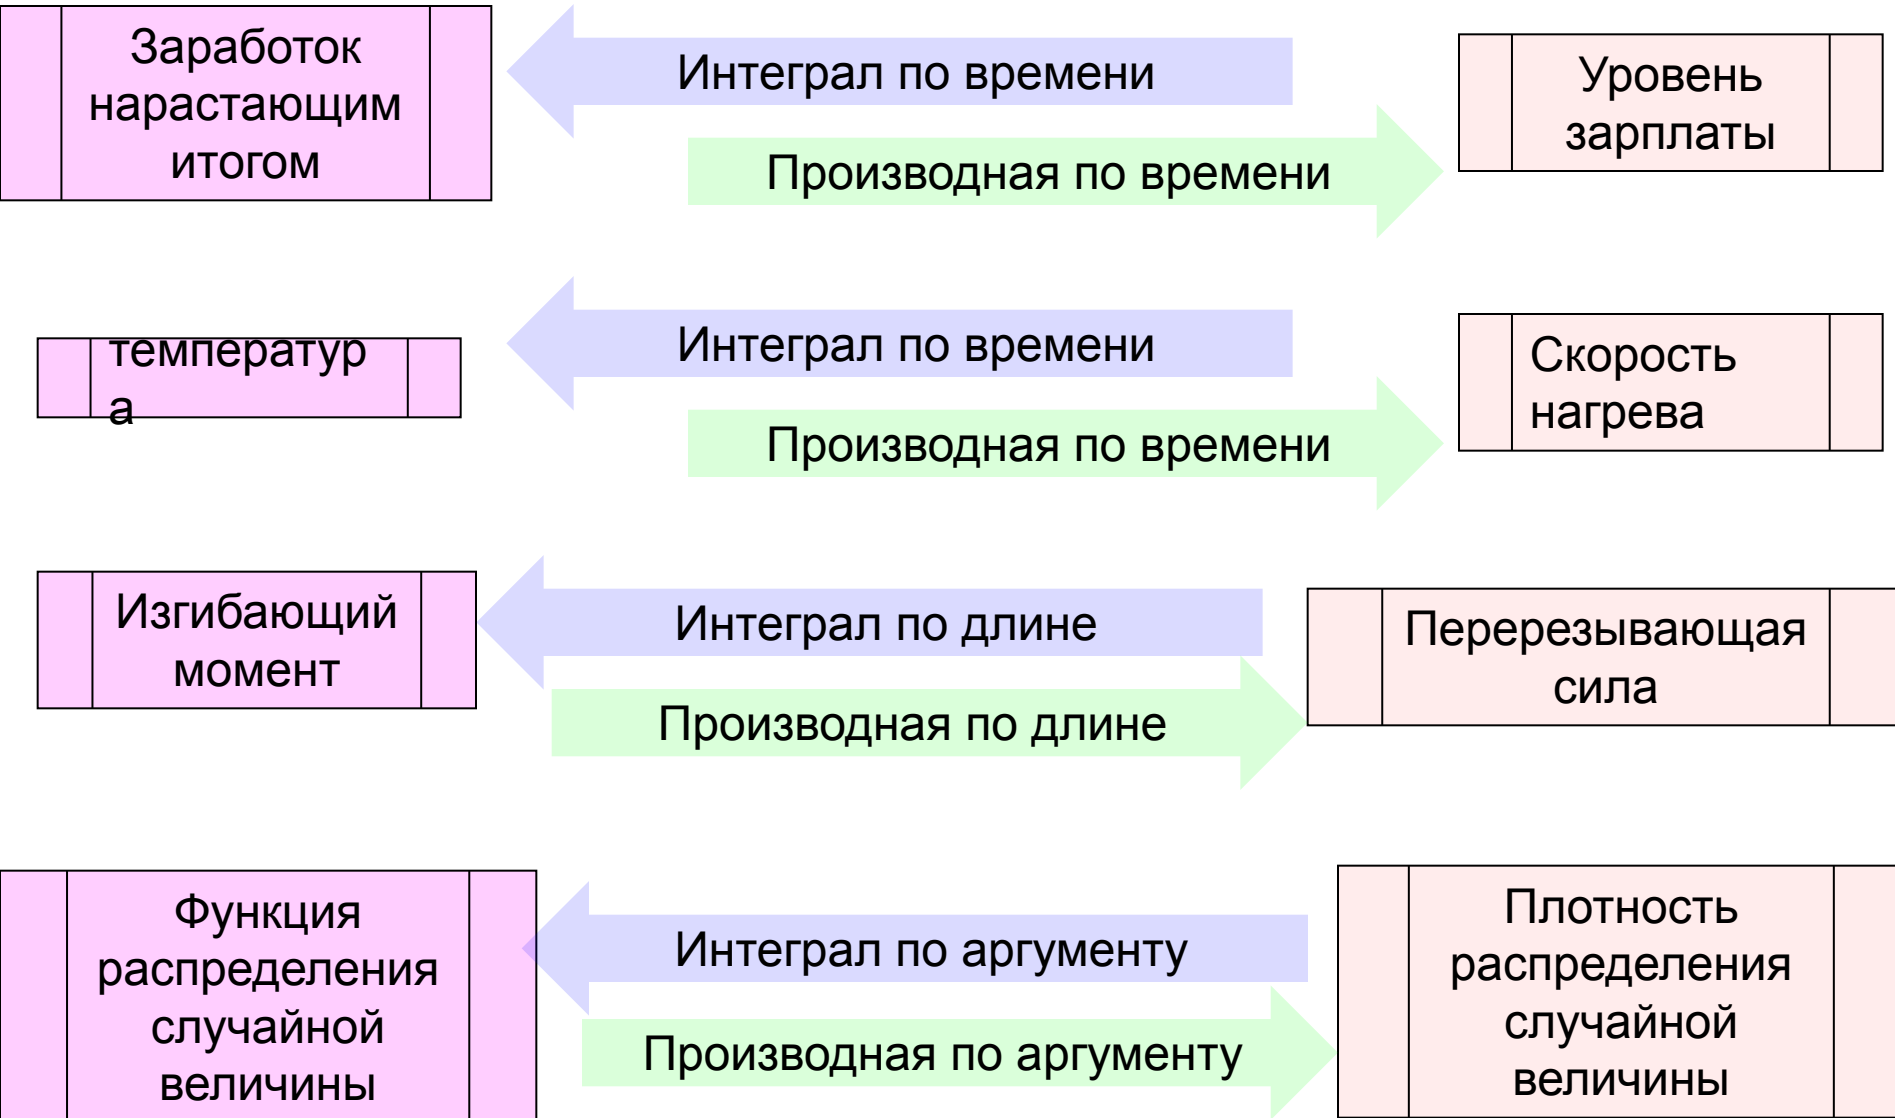 Заработок
нарастающим
итогом
Интеграл по времени
Производная по времени
Уровень
зарплаты
температур
а
Интеграл по времени
Производная по времени
Скорость
нагрева
Изгибающий
момент
Интеграл по длине
Производная по длине
Перерезывающая
сила
Функция
распределения
случайной
величины
Интеграл по аргументу
Производная по аргументу
Плотность
распределения
случайной
величины